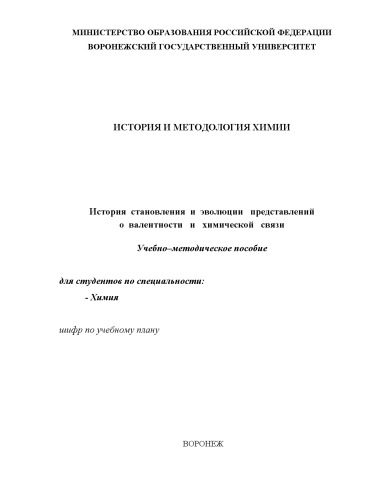 МИНИСТЕРСТВО ОБРАЗОВАНИЯ РОССИЙСКОЙ ФЕДЕРАЦИИ
ВОРОНЕЖСКИЙ ГОСУДАРСТВЕННЫЙ УНИВЕРСИТЕТ
ИСТОРИЯ И МЕТОДОЛОГИЯ ХИМИИ
История становления и эволюции представлений
о валентности и химической связи
Учебно–методическое пособие
для студентов по специальности:
- Химия
шифр по учебному плану
ВОРОНЕЖ